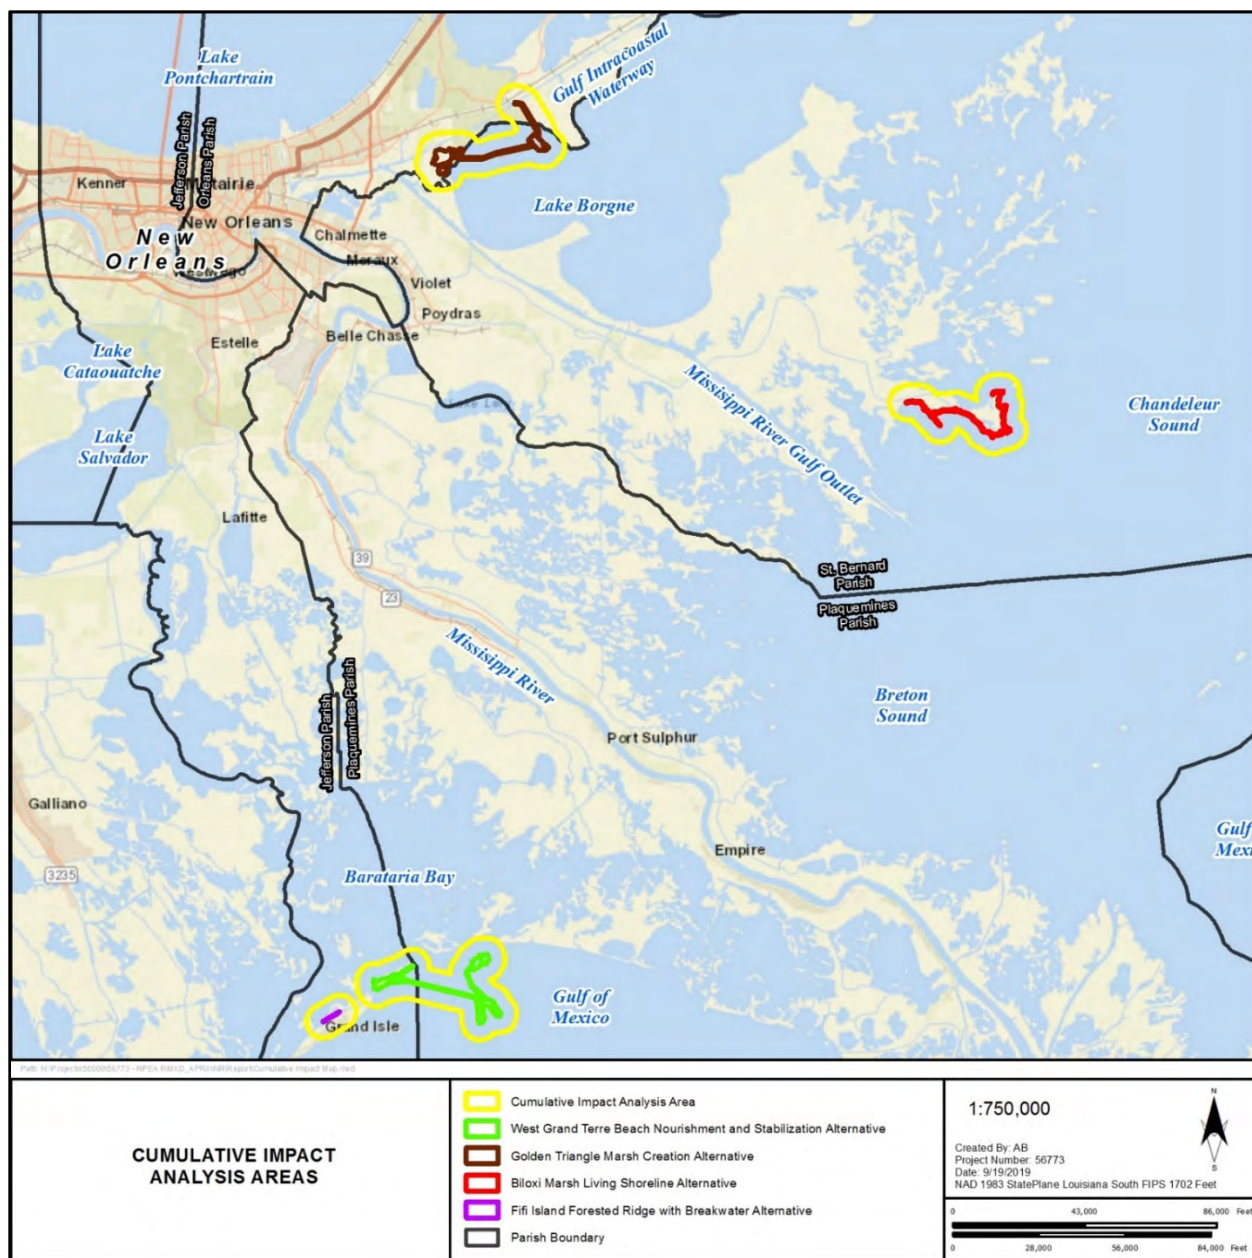 Lake
Pontchartrain
Gulf Intracoastal
Waterway
Jefferson Parish
Orleans Parish
Kenner
New Orleans
New
Orleans
Lake Borgne
Chalmette
Meraux
Violet
Poydras
Belle Chasse
Estelle
Lake
Cataouatche
Lake
Salvador
Mississippi River Gulf Outlet
Chandeleur
Sound
Lafitte
39
23
St. Bernard
Parish
Plaquemines
Parish
Mississippi River
Jefferson Parish
Plaquemines Parish
Breton
Sound
Port Sulphur
Galliano
Empire
3235
Barataria Bay
Gulf of
Mexico
Grand Isle
CUMULATIVE IMPACT
ANALYSIS AREAS
Cumulative Impact Analysis Area
West Grand Terre Beach Nourishment and Stabilization Alternative
Golden Triangle Marsh Creation Alternative
Biloxi Marsh Living Shoreline Alternative
Fifi Island Forested Ridge with Breakwater Alternative
Parish Boundary
1:750,000
N
S
Created By: AB
Project Number: 56773
Date: 9/19/2019
NAD 1983 StatePlane Louisiana South FIPS 1702 Feet
0 43,000 86,000 Feet
0 28,000 56,000 84,000 Feet